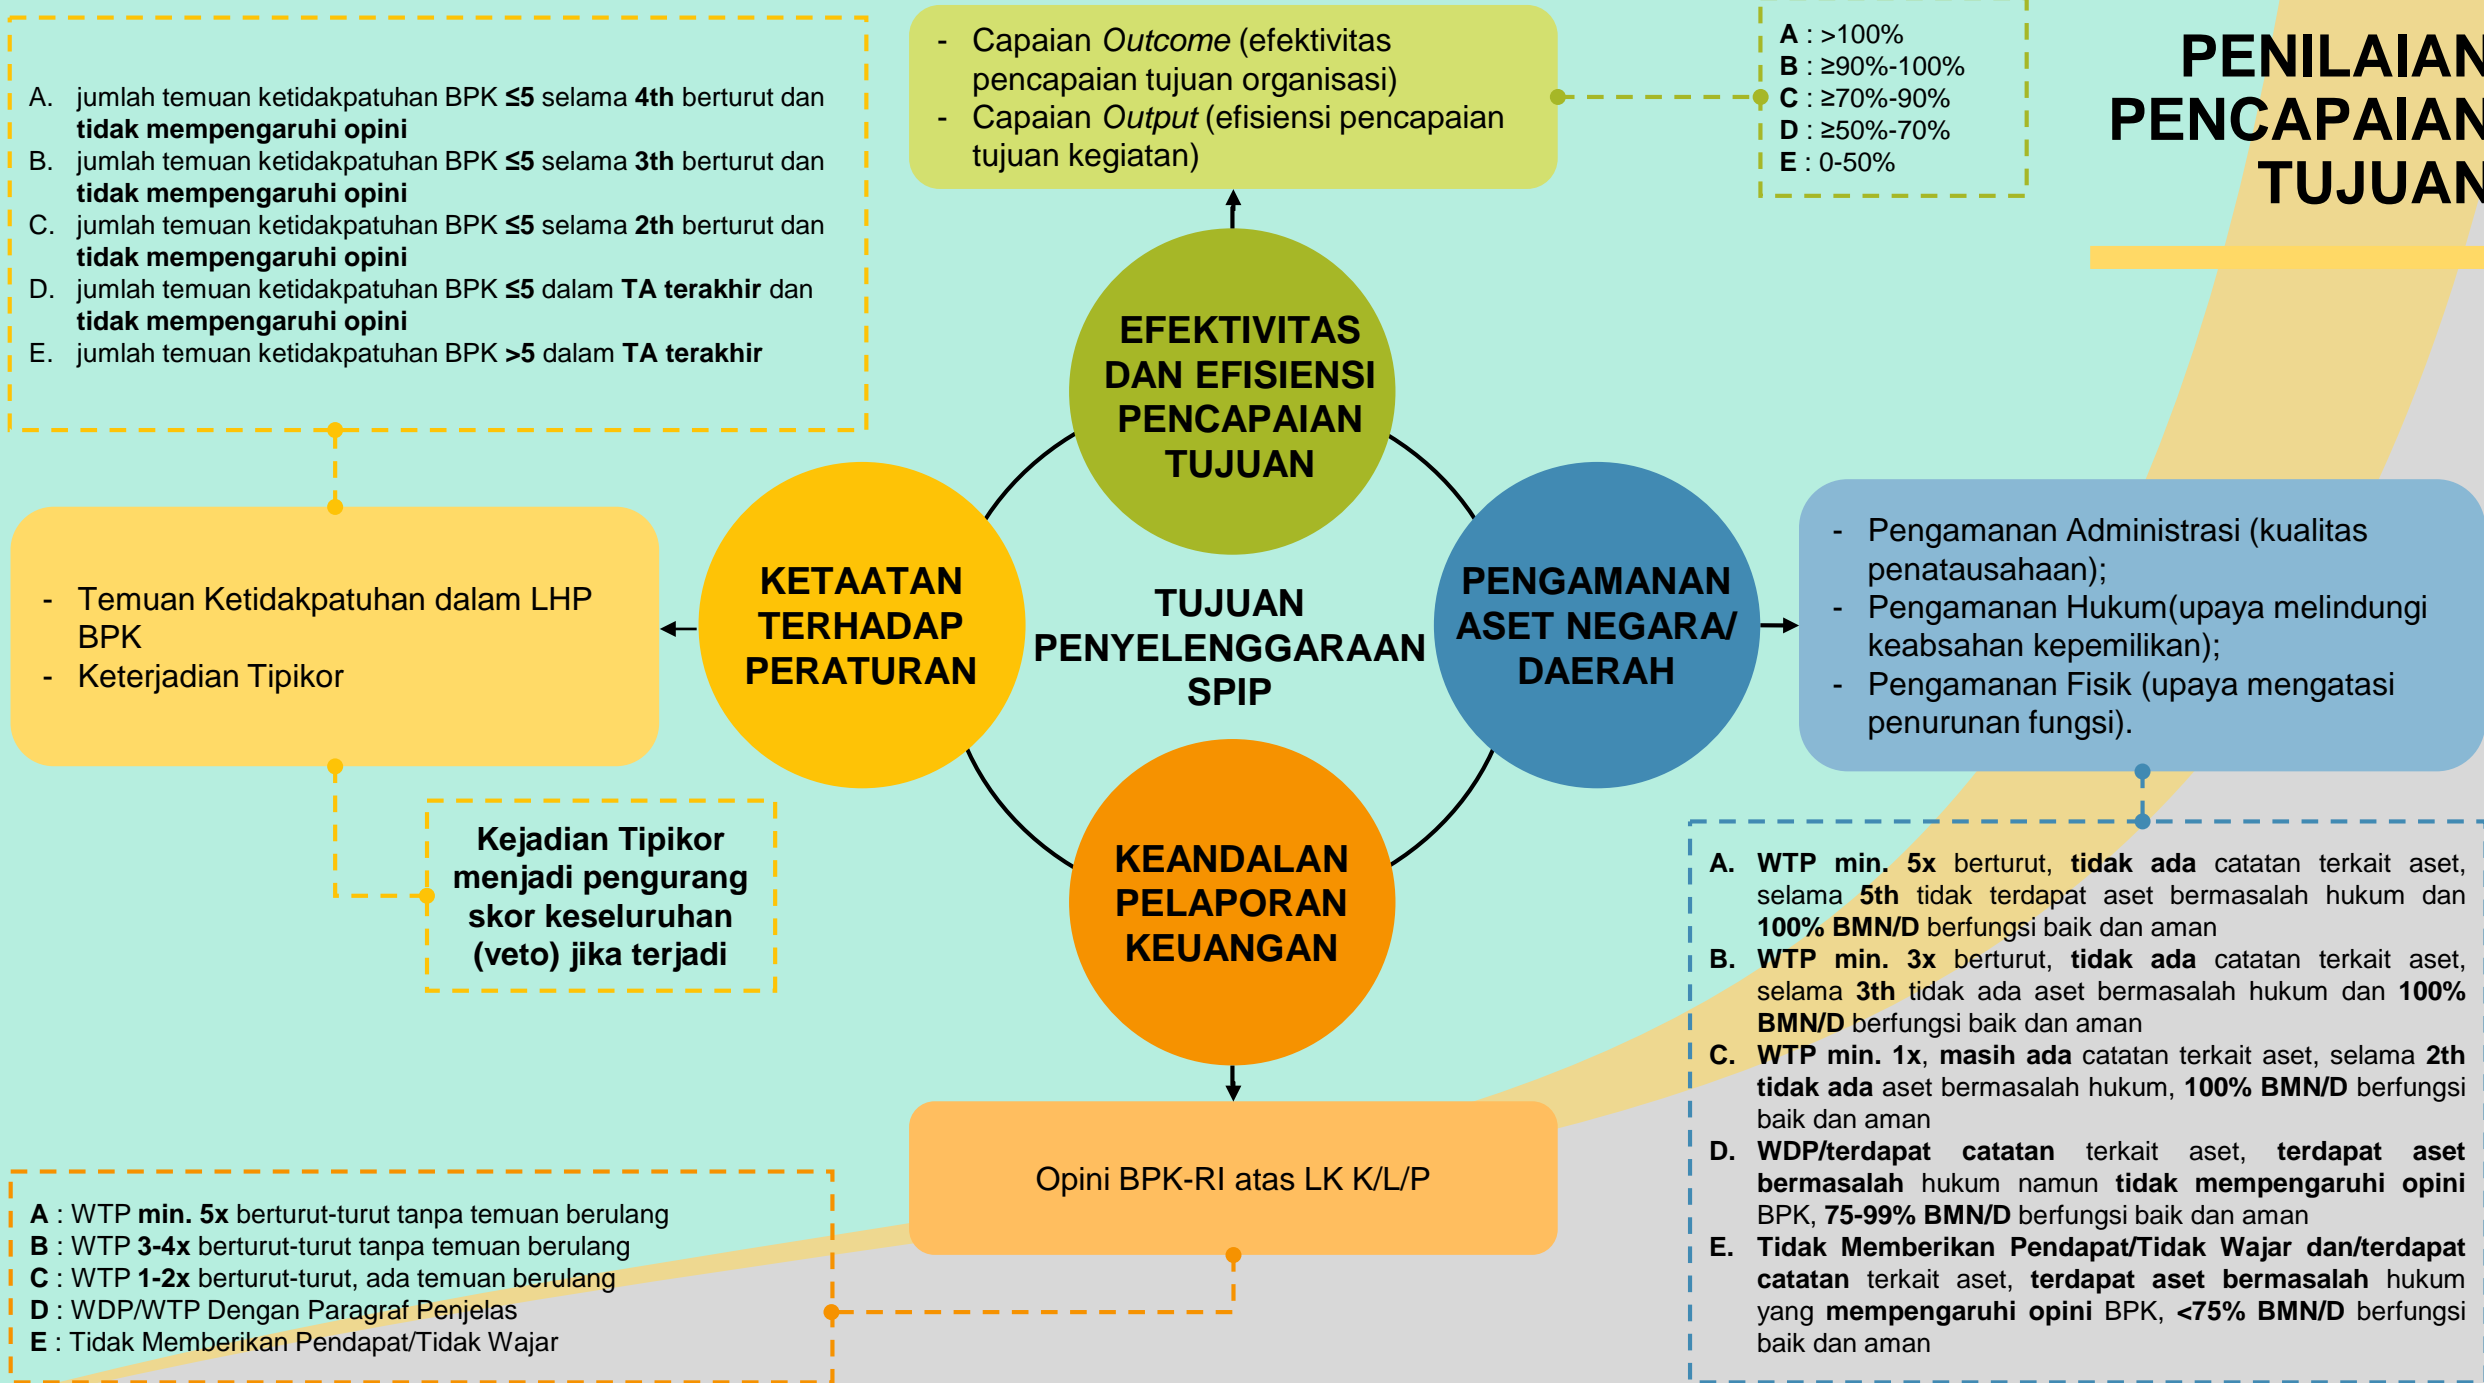 PENILAIAN
PENCAPAIAN
TUJUAN
A. jumlah temuan ketidakpatuhan BPK ≤5 selama 4th berturut dan
tidak mempengaruhi opini
B. jumlah temuan ketidakpatuhan BPK ≤5 selama 3th berturut dan
tidak mempengaruhi opini
C. jumlah temuan ketidakpatuhan BPK ≤5 selama 2th berturut dan
tidak mempengaruhi opini
D. jumlah temuan ketidakpatuhan BPK ≤5 dalam TA terakhir dan
tidak mempengaruhi opini
E. jumlah temuan ketidakpatuhan BPK >5 dalam TA terakhir
- Capaian Outcome (efektivitas
pencapaian tujuan organisasi)
- Capaian Output (efisiensi pencapaian
tujuan kegiatan)
A : >100%
B : ≥90%-100%
C : ≥70%-90%
D : ≥50%-70%
E : 0-50%
EFEKTIVITAS
DAN EFISIENSI
PENCAPAIAN
TUJUAN
- Temuan Ketidakpatuhan dalam LHP
BPK
- Keterjadian Tipikor
KETAATAN
TERHADAP
PERATURAN
TUJUAN
PENYELENGGARAAN
SPIP
PENGAMANAN
ASET NEGARA/
DAERAH
- Pengamanan Administrasi (kualitas
penatausahaan);
- Pengamanan Hukum(upaya melindungi
keabsahan kepemilikan);
- Pengamanan Fisik (upaya mengatasi
penurunan fungsi).
Kejadian Tipikor
menjadi pengurang
skor keseluruhan
(veto) jika terjadi
KEANDALAN
PELAPORAN
KEUANGAN
A. WTP min. 5x berturut, tidak ada catatan terkait aset,
selama 5th tidak terdapat aset bermasalah hukum dan
100% BMN/D berfungsi baik dan aman
B. WTP min. 3x berturut, tidak ada catatan terkait aset,
selama 3th tidak ada aset bermasalah hukum dan 100%
BMN/D berfungsi baik dan aman
C. WTP min. 1x, masih ada catatan terkait aset, selama 2th
tidak ada aset bermasalah hukum, 100% BMN/D berfungsi
baik dan aman
D. WDP/terdapat catatan terkait aset, terdapat aset
bermasalah hukum namun tidak mempengaruhi opini
BPK, 75-99% BMN/D berfungsi baik dan aman
E. Tidak Memberikan Pendapat/Tidak Wajar dan/terdapat
catatan terkait aset, terdapat aset bermasalah hukum
yang mempengaruhi opini BPK, <75% BMN/D berfungsi
baik dan aman
Opini BPK-RI atas LK K/L/P
A : WTP min. 5x berturut-turut tanpa temuan berulang
B : WTP 3-4x berturut-turut tanpa temuan berulang
C : WTP 1-2x berturut-turut, ada temuan berulang
D : WDP/WTP Dengan Paragraf Penjelas
E : Tidak Memberikan Pendapat/Tidak Wajar